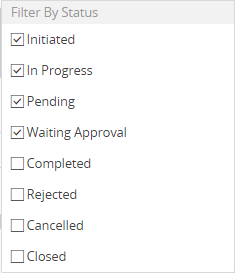 Filter By Status
Initiated
In Progress
Pending
Waiting Approval
Completed
Rejected
Cancelled
Closed